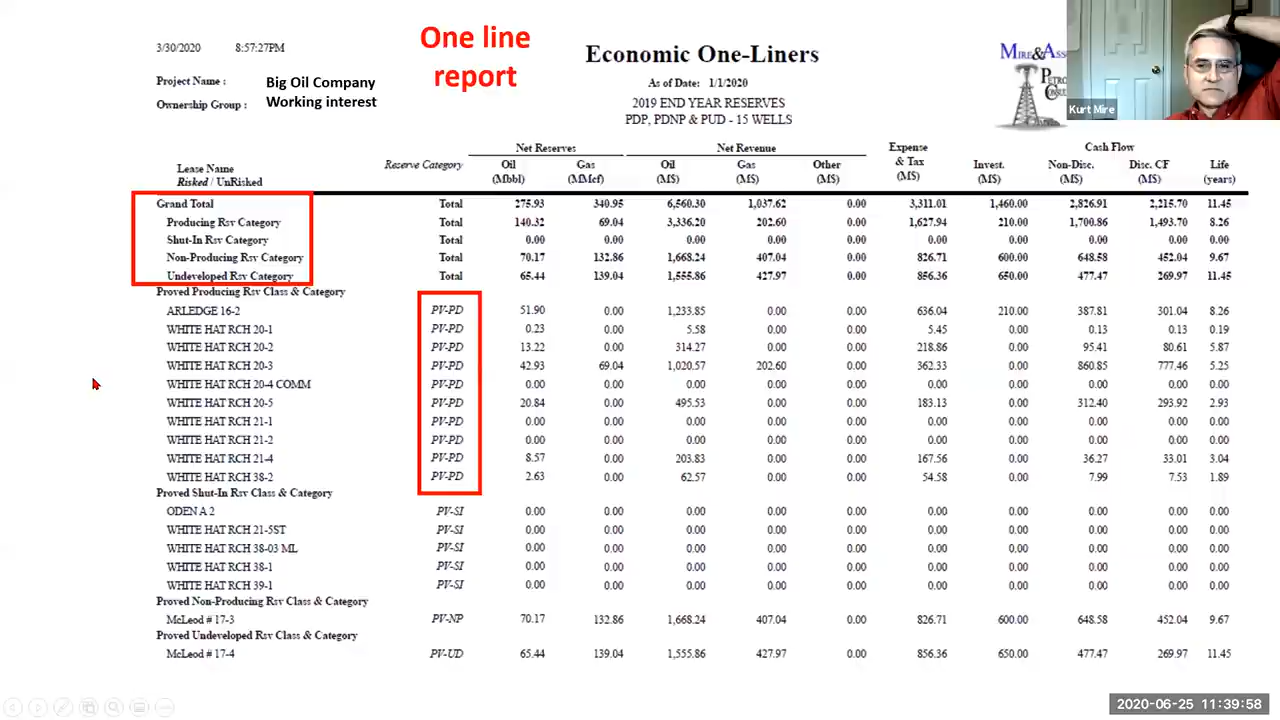 3/30/2020 8:57:27PM
One line
report
Economic One-Liners
Project Name : Big Oil Company
Ownership Group : Working interest
As of Date: 1/1/2020
2019 END YEAR RESERVES
PDP, PDNP & PUD - 15 WELLS
Kurt Mire
Net Reserves Net Revenue Expense Cash Flow
Lease Name Reserve Category Oil Gas Oil Gas Other & Tax Invest. Non-Disc. Disc. CF Life
Risked / UnRisked (Mbbl) (MMcf) (M$) (M$) (M$) (M$) (M$) (M$) (M$) (years)
Grand Total Total 275.93 340.95 6,560.30 1,037.62 0.00 3,311.01 1,460.00 2,826.91 2,215.70 11.45
Producing Rsv Category Total 140.32 69.04 3,336.20 202.60 0.00 1,627.94 210.00 1,700.86 1,493.70 8.26
Shut-In Rsv Category Total 0.00 0.00 0.00 0.00 0.00 0.00 0.00 0.00 0.00 0.00
Non-Producing Rsv Category Total 70.17 132.86 1,668.24 407.04 0.00 826.71 600.00 648.58 452.04 9.67
Undeveloped Rsv Category Total 65.44 139.04 1,555.86 427.97 0.00 856.36 650.00 477.47 269.97 11.45
Proved Producing Rsv Class & Category
ARLEDGE 16-2 PV-PD 51.90 0.00 1,233.85 0.00 0.00 636.04 210.00 387.81 301.04 8.26
WHITE HAT RCH 20-1 PV-PD 0.23 0.00 5.58 0.00 0.00 5.45 0.00 0.13 0.13 0.19
WHITE HAT RCH 20-2 PV-PD 13.22 0.00 314.27 0.00 0.00 218.86 0.00 95.41 80.61 5.87
WHITE HAT RCH 20-3 PV-PD 42.93 69.04 1,020.57 202.60 0.00 362.33 0.00 860.85 777.46 5.25
WHITE HAT RCH 20-4 COMM PV-PD 0.00 0.00 0.00 0.00 0.00 0.00 0.00 0.00 0.00 0.00
WHITE HAT RCH 20-5 PV-PD 20.84 0.00 495.53 0.00 0.00 183.13 0.00 312.40 293.92 2.93
WHITE HAT RCH 21-1 PV-PD 0.00 0.00 0.00 0.00 0.00 0.00 0.00 0.00 0.00 0.00
WHITE HAT RCH 21-2 PV-PD 0.00 0.00 0.00 0.00 0.00 0.00 0.00 0.00 0.00 0.00
WHITE HAT RCH 21-4 PV-PD 8.57 0.00 203.83 0.00 0.00 167.56 0.00 36.27 33.01 3.04
WHITE HAT RCH 38-2 PV-PD 2.63 0.00 62.57 0.00 0.00 54.58 0.00 7.99 7.53 1.89
Proved Shut-In Rsv Class & Category
ODEN A 2 PV-SI 0.00 0.00 0.00 0.00 0.00 0.00 0.00 0.00 0.00 0.00
WHITE HAT RCH 21-5ST PV-SI 0.00 0.00 0.00 0.00 0.00 0.00 0.00 0.00 0.00 0.00
WHITE HAT RCH 38-03 ML PV-SI 0.00 0.00 0.00 0.00 0.00 0.00 0.00 0.00 0.00 0.00
WHITE HAT RCH 38-1 PV-SI 0.00 0.00 0.00 0.00 0.00 0.00 0.00 0.00 0.00 0.00
WHITE HAT RCH 39-1 PV-SI 0.00 0.00 0.00 0.00 0.00 0.00 0.00 0.00 0.00 0.00
Proved Non-Producing Rsv Class & Category
McLeod # 17-3 PV-NP 70.17 132.86 1,668.24 407.04 0.00 826.71 600.00 648.58 452.04 9.67
Proved Undeveloped Rsv Class & Category
McLeod # 17-4 PV-UD 65.44 139.04 1,555.86 427.97 0.00 856.36 650.00 477.47 269.97 11.45
2020-06-25 11:39:58